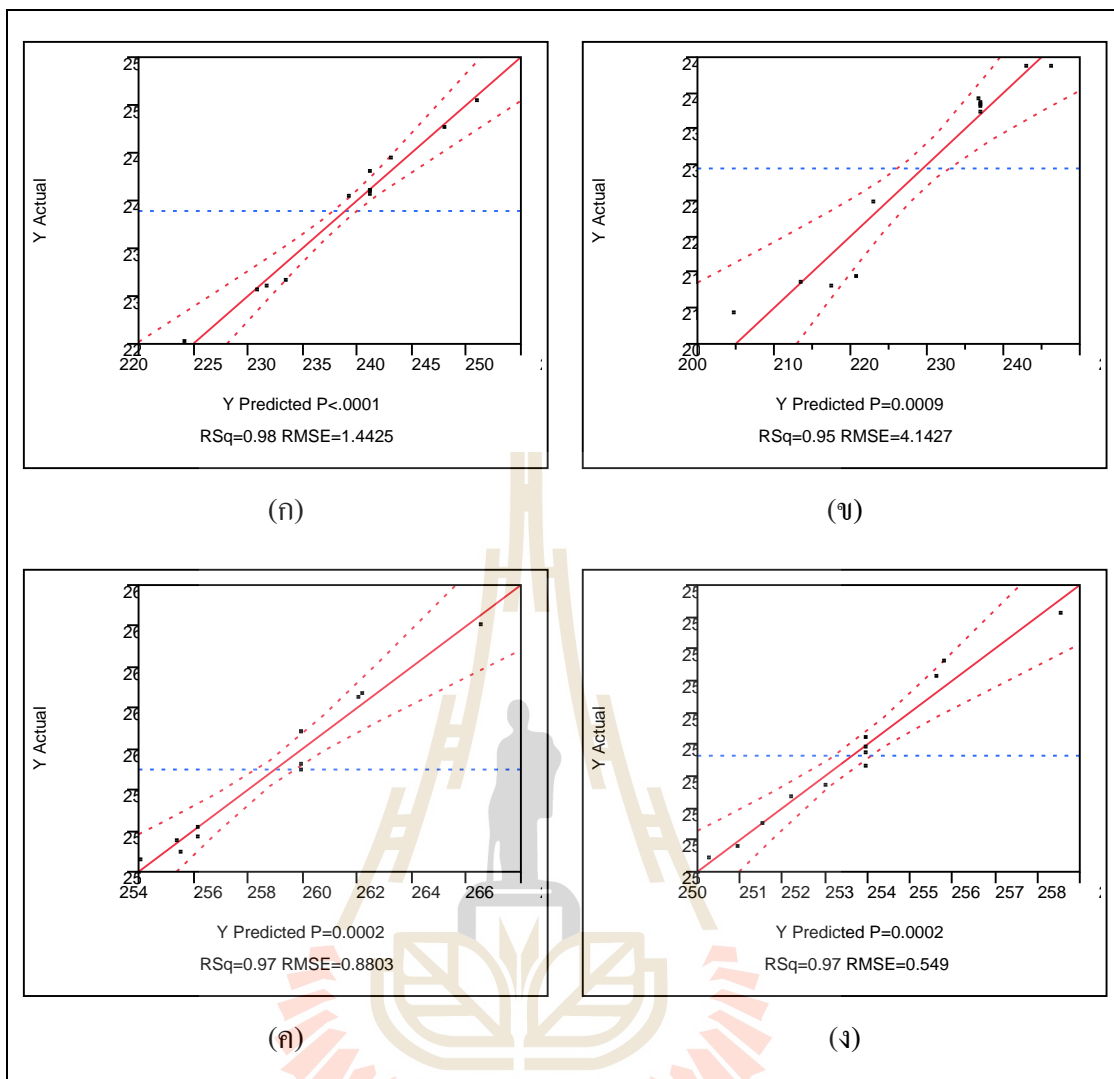 25
25
24
24
23
23
22
220 225 230 235 240 245 250
Y Actual
Y Predicted P<.0001
RSq=0.98 RMSE=1.4425
(ก)
24
24
23
23
22
22
21
21
20
200 210 220 230 240
Y Actual
Y Predicted P=0.0009
RSq=0.95 RMSE=4.1427
(ข)
26
26
26
26
26
25
25
25
254 256 258 260 262 264 266
Y Actual
Y Predicted P=0.0002
RSq=0.97 RMSE=0.8803
(ค)
25
25
25
25
25
25
25
25
25
25
250 251 252 253 254 255 256 257 258
Y Actual
Y Predicted P=0.0002
RSq=0.97 RMSE=0.549
(ง)